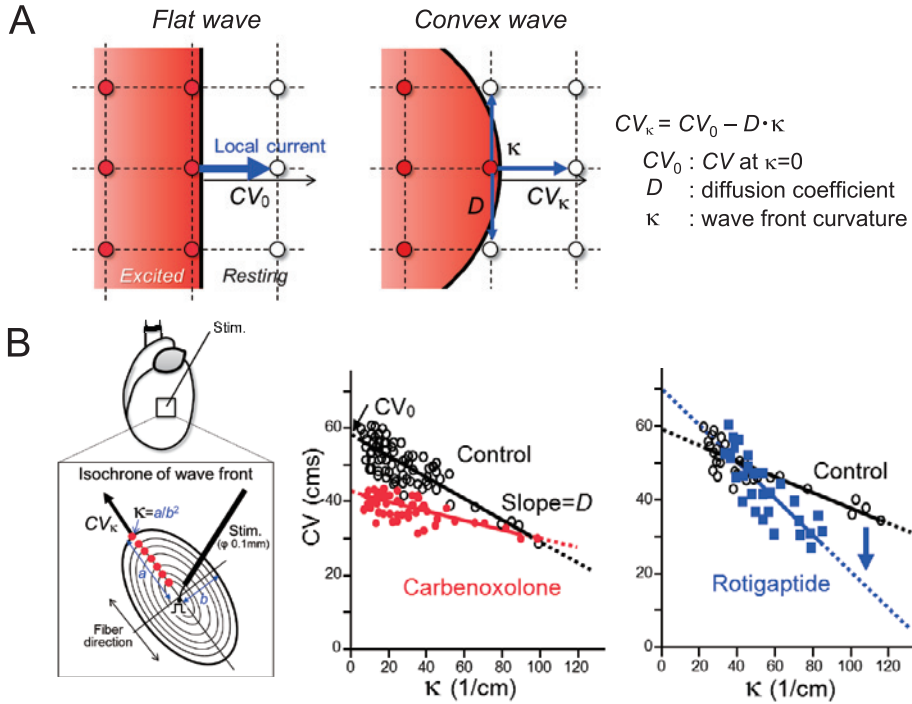 A
Flat wave
Convex wave
Local current
CV0
Excited
Resting
κ
D
CVκ
CVκ = CV0 – D·κ
CV0 : CV at κ=0
D : diffusion coefficient
κ : wave front curvature
B
Stim.
Isochrone of wave front
κ=a/b²
CVκ
Stim.
(φ 0.1mm)
a
b
Fiber
direction
CV (cms)
80
60
40
20
0
CV0
Control
Slope=D
Carbenoxolone
0 20 40 60 80 100 120
κ (1/cm)
60
40
20
0
Control
Rotigaptide
0 20 40 60 80 100 120
κ (1/cm)